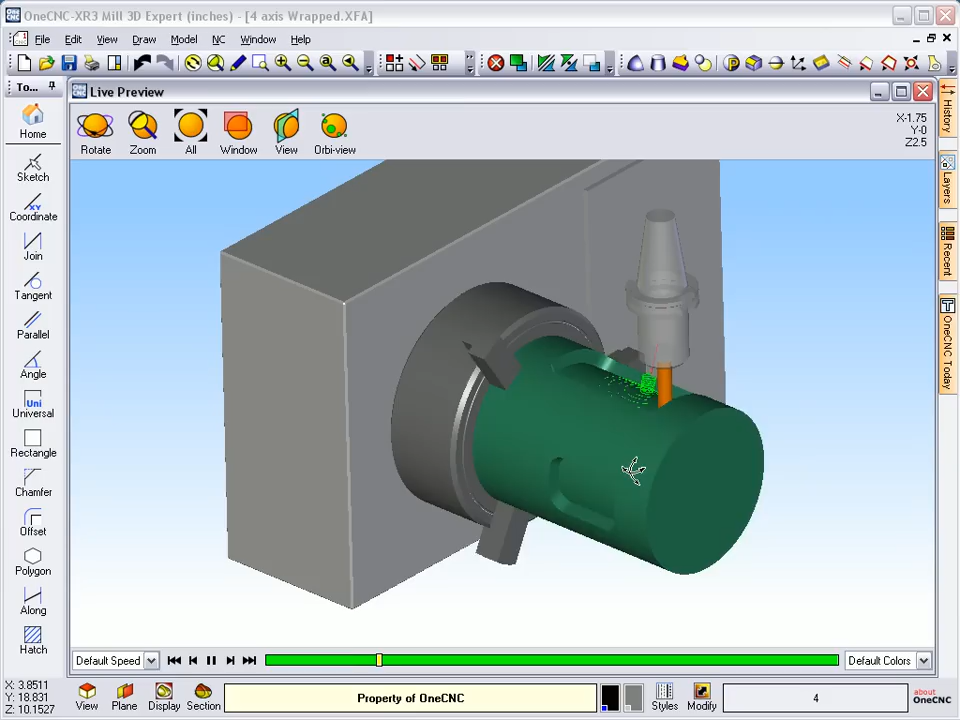 OneCNC-XR3 Mill 3D Expert (inches) - [4 axis Wrapped.XFA]
File Edit View Draw Model NC Window Help
To...
Live Preview
Home
Sketch
Coordinate
Join
Tangent
Parallel
Angle
Uni
Universal
Rectangle
Chamfer
Offset
Polygon
Along
Hatch
Rotate Zoom All Window View Orbi-view
X-1.75
Y-0
Z2.5
History
Layers
Recent
OneCNC Today
Default Speed
Default Colors
X: 3.8511
Y: 18.831
Z: 10.1527
View Plane Display Section
Property of OneCNC
Styles Modify
4
about
OneCNC